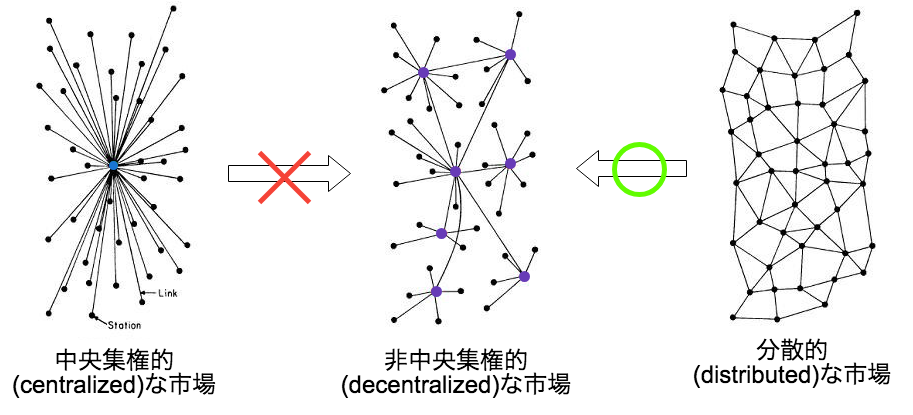 Link
Station
中央集権的
(centralized)な市場
非中央集権的
(decentralized)な市場
分散的
(distributed)な市場